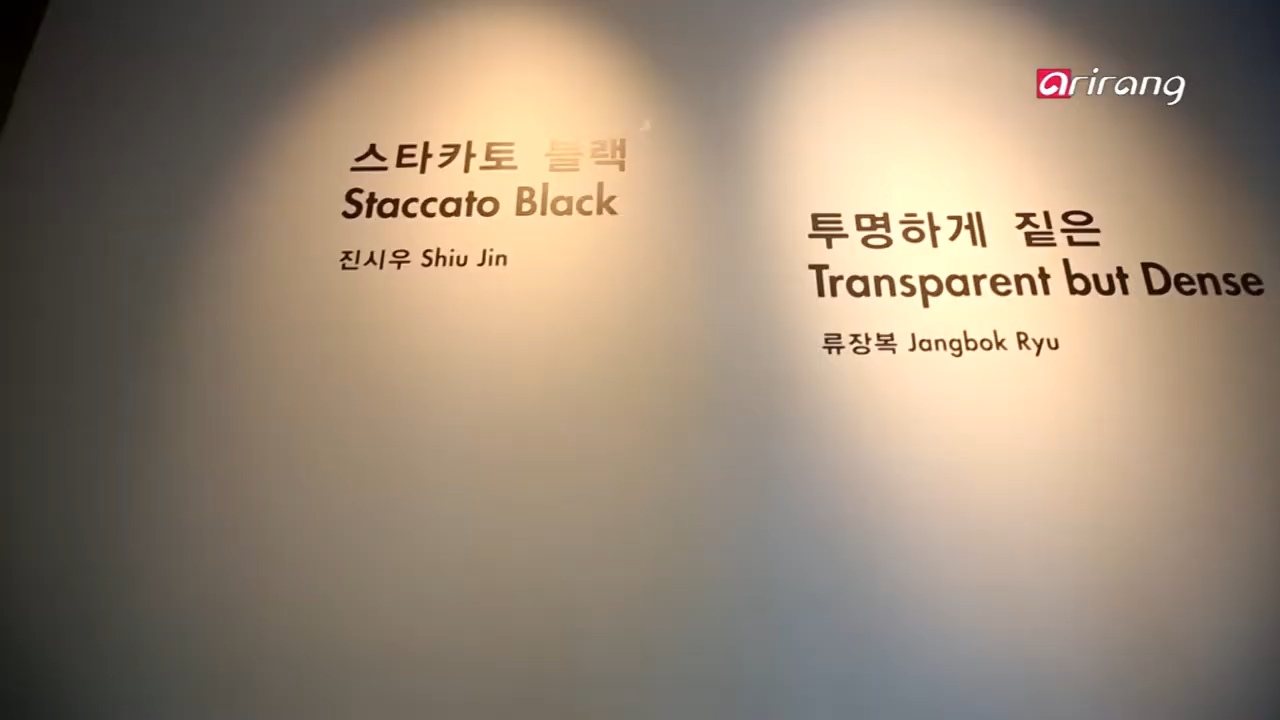 arirang
스타카토 블랙
Staccato Black
진시우 Shiu Jin
투명하게 짙은
Transparent but Dense
류장복 Jangbok Ryu